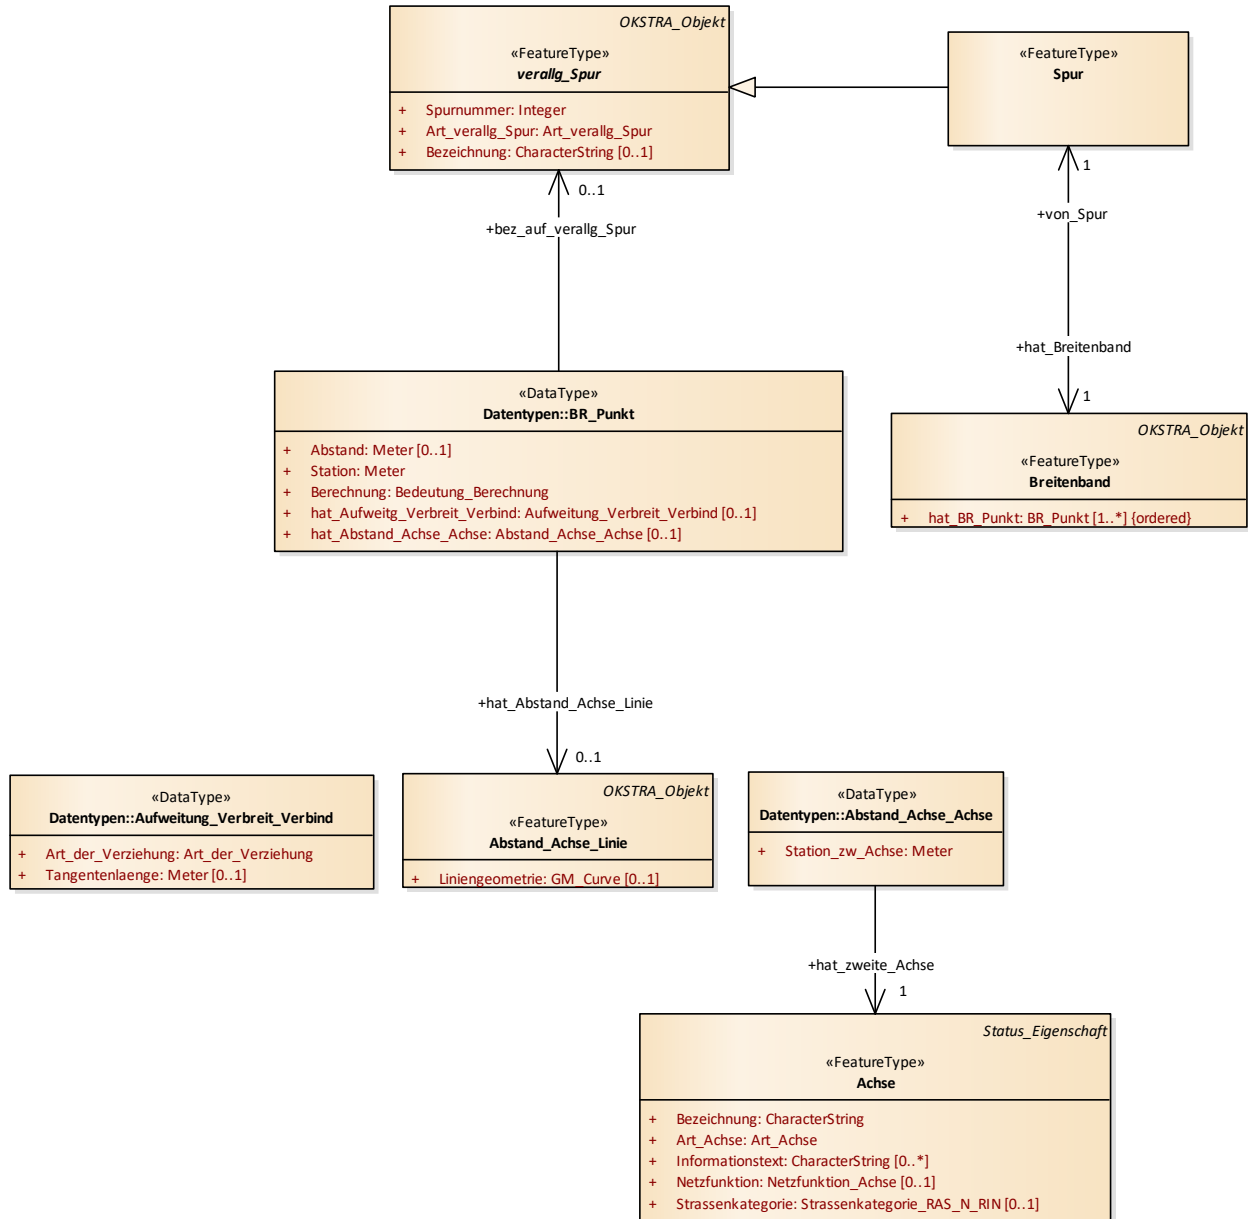 OKSTRA_Objekt
«FeatureType»
verallg_Spur
+ Spurnummer: Integer
+ Art_verallg_Spur: Art_verallg_Spur
+ Bezeichnung: CharacterString [0..1]
«FeatureType»
Spur
0..1
+bez_auf_verallg_Spur
1
+von_Spur
+hat_Breitenband
1
«DataType»
Datentypen::BR_Punkt
+ Abstand: Meter [0..1]
+ Station: Meter
+ Berechnung: Bedeutung_Berechnung
+ hat_Aufweitg_Verbreit_Verbind: Aufweitung_Verbreit_Verbind [0..1]
+ hat_Abstand_Achse_Achse: Abstand_Achse_Achse [0..1]
OKSTRA_Objekt
«FeatureType»
Breitenband
+ hat_BR_Punkt: BR_Punkt [1..*] {ordered}
+hat_Abstand_Achse_Linie
0..1
«DataType»
Datentypen::Aufweitung_Verbreit_Verbind
+ Art_der_Verziehung: Art_der_Verziehung
+ Tangentenlaenge: Meter [0..1]
OKSTRA_Objekt
«FeatureType»
Abstand_Achse_Linie
+ Liniengeometrie: GM_Curve [0..1]
«DataType»
Datentypen::Abstand_Achse_Achse
+ Station_zw_Achse: Meter
+hat_zweite_Achse
1
Status_Eigenschaft
«FeatureType»
Achse
+ Bezeichnung: CharacterString
+ Art_Achse: Art_Achse
+ Informationstext: CharacterString [0..*]
+ Netzfunktion: Netzfunktion_Achse [0..1]
+ Strassenkategorie: Strassenkategorie_RAS_N_RIN [0..1]